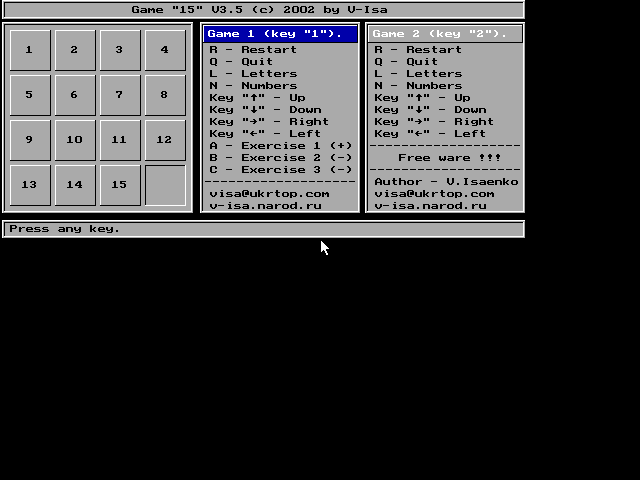 Game "15" V3.5 (c) 2002 by V-Isa
1 2 3 4
5 6 7 8
9 10 11 12
13 14 15
Game 1 (key "1").
R - Restart
Q - Quit
L - Letters
N - Numbers
Key "↑" - Up
Key "↓" - Down
Key "→" - Right
Key "←" - Left
A - Exercise 1 (+)
B - Exercise 2 (-)
C - Exercise 3 (-)
--------------------
visa@ukrtop.com
v-isa.narod.ru
Game 2 (key "2").
R - Restart
Q - Quit
L - Letters
N - Numbers
Key "↑" - Up
Key "↓" - Down
Key "→" - Right
Key "←" - Left
--------------------
Free ware !!!
--------------------
Author - V.Isaenko
visa@ukrtop.com
v-isa.narod.ru
Press any key.